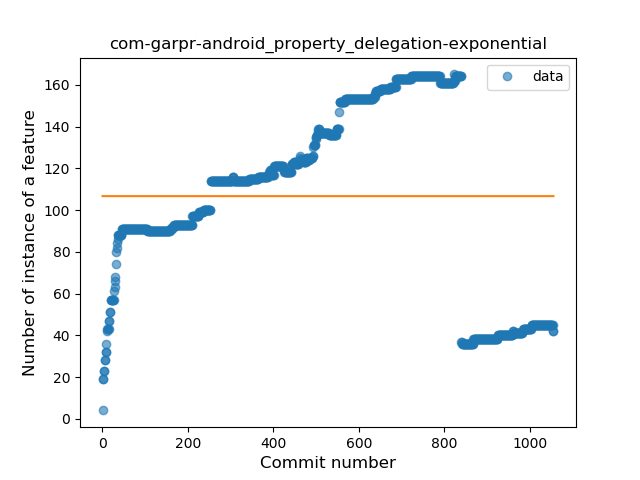 com-garpr-android_property_delegation-exponential
data
Number of instance of a feature
160
140
120
100
80
60
40
20
0
0 200 400 600 800 1000
Commit number